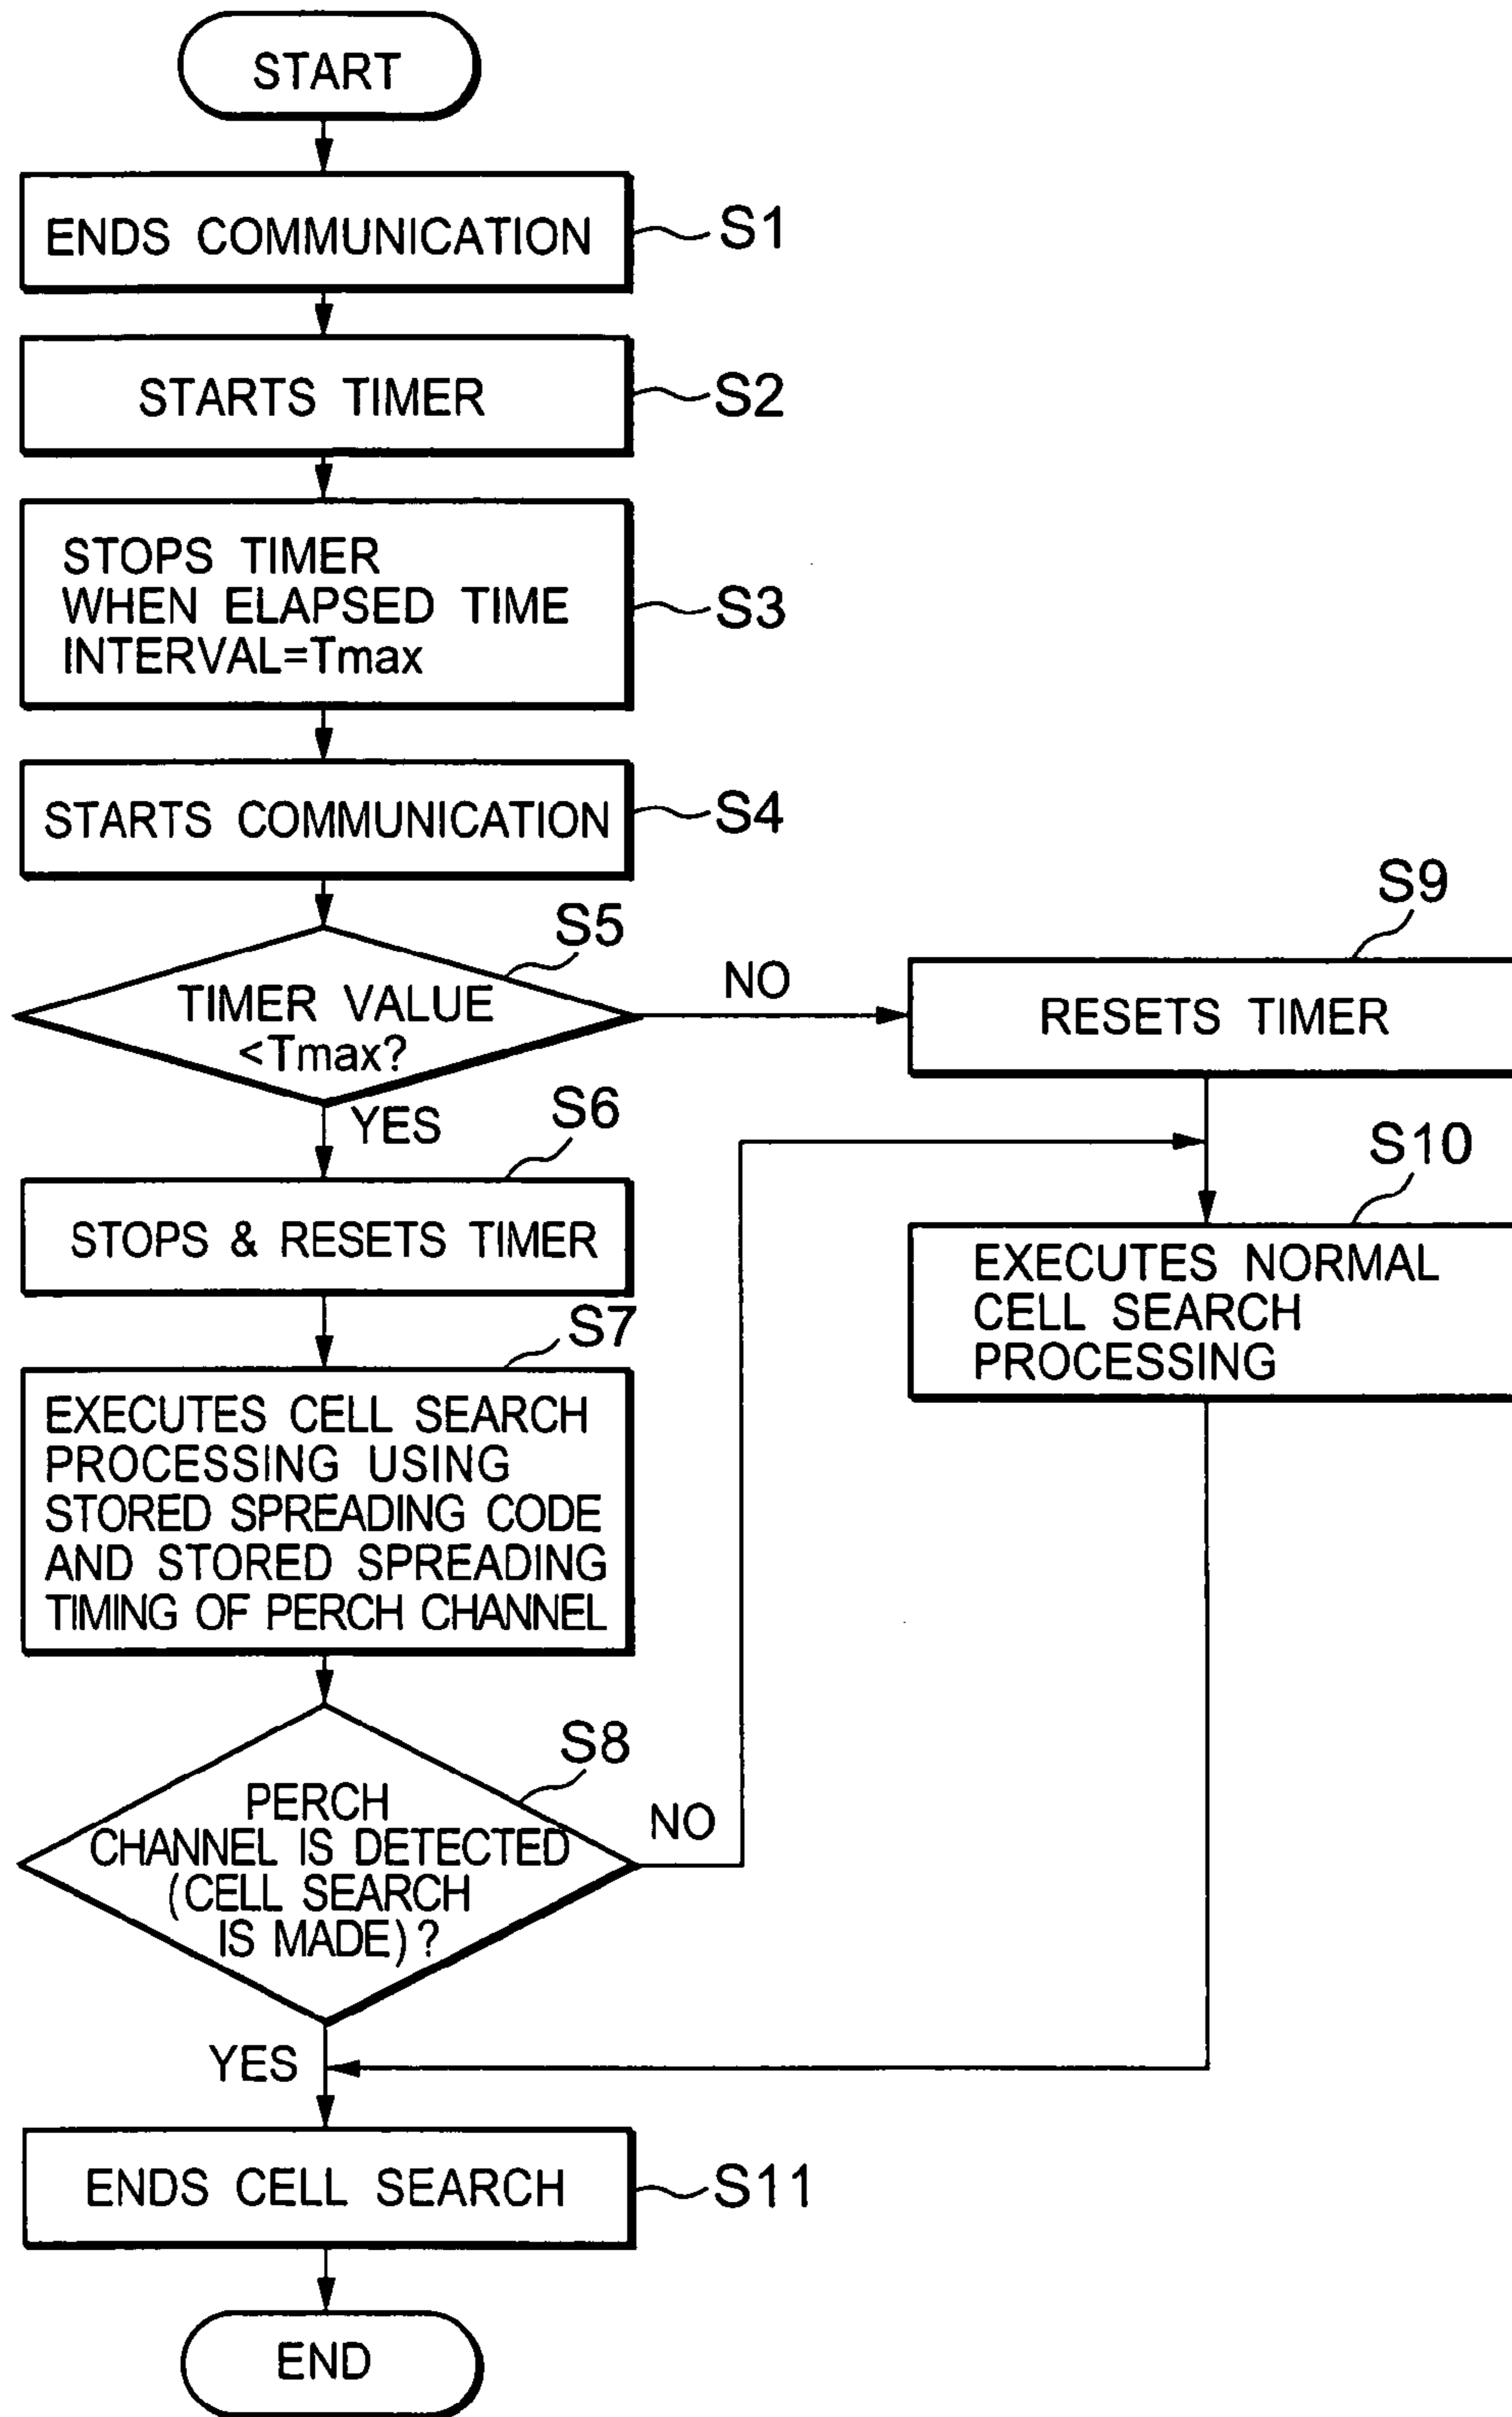 START
ENDS COMMUNICATION
S1
STARTS TIMER
S2
STOPS TIMER
WHEN ELAPSED TIME
INTERVAL=Tmax
S3
STARTS COMMUNICATION
S4
S5
TIMER VALUE
<Tmax?
NO
YES
S9
RESETS TIMER
S6
STOPS & RESETS TIMER
S10
EXECUTES NORMAL
CELL SEARCH
PROCESSING
S7
EXECUTES CELL SEARCH
PROCESSING USING
STORED SPREADING CODE
AND STORED SPREADING
TIMING OF PERCH CHANNEL
S8
PERCH
CHANNEL IS DETECTED
(CELL SEARCH
IS MADE)?
NO
YES
ENDS CELL SEARCH
S11
END